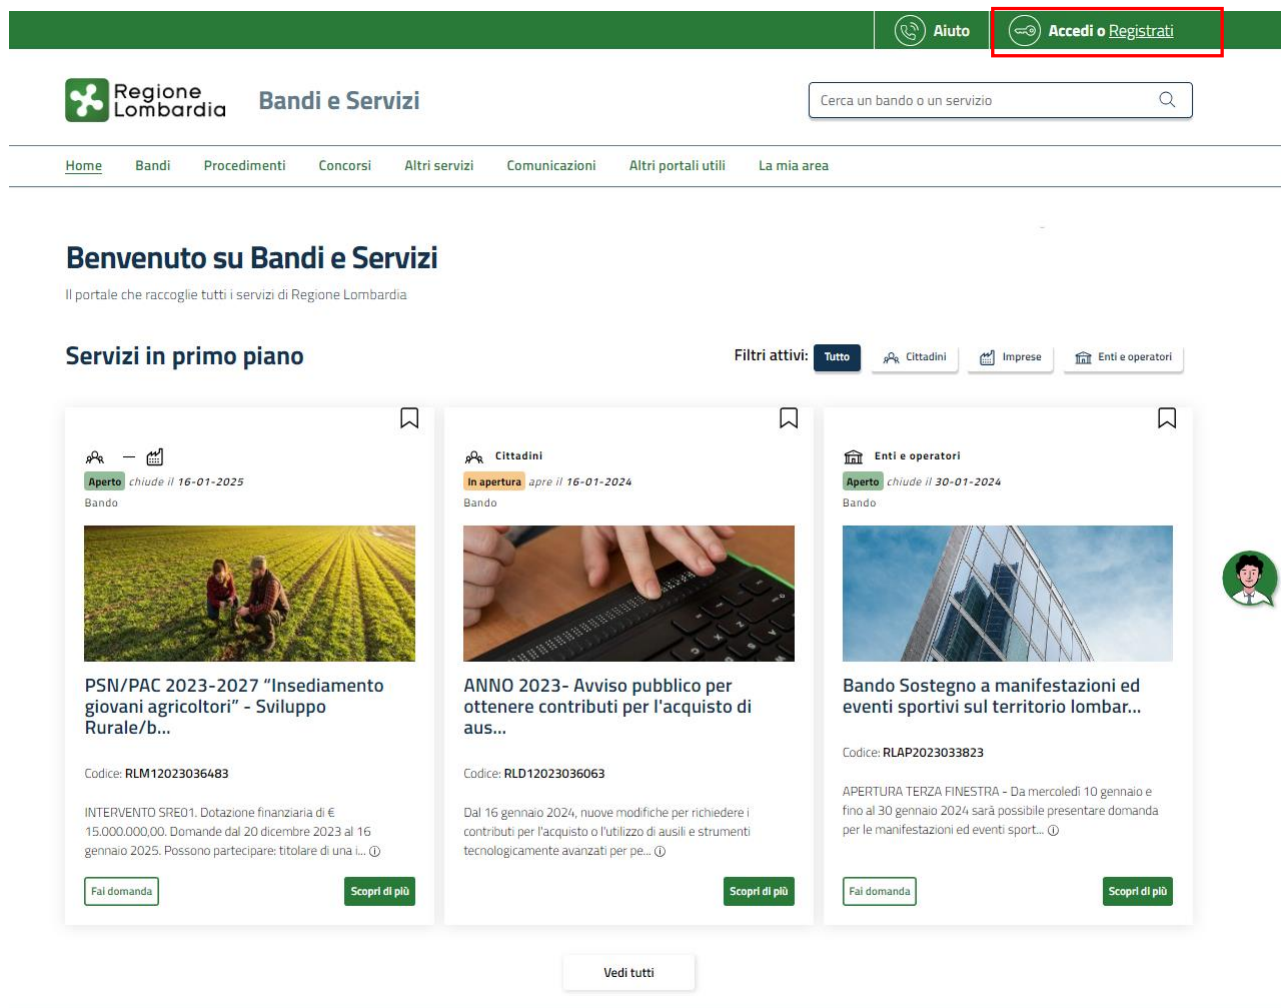 Aiuto
Accedi o Registrati
Regione
Lombardia
Bandi e Servizi
Cerca un bando o un servizio
Home Bandi Procedimenti Concorsi Altri servizi Comunicazioni Altri portali utili La mia area
Benvenuto su Bandi e Servizi
Il portale che raccoglie tutti i servizi di Regione Lombardia
Servizi in primo piano
Filtri attivi: Tutto Cittadini Imprese Enti e operatori
Aperto chiude il 16-01-2025
Bando
PSN/PAC 2023-2027 “Insediamento
giovani agricoltori” - Sviluppo
Rurale/b...
Codice: RLM12023036483
INTERVENTO SRE01. Dotazione finanziaria di €
15.000.000,00. Domande dal 20 dicembre 2023 al 16
gennaio 2025. Possono partecipare: titolare di una i...
Fai domanda
Scopri di più
Cittadini
In apertura apre il 16-01-2024
Bando
ANNO 2023- Avviso pubblico per
ottenere contributi per l'acquisto di
aus...
Codice: RLD12023036063
Dal 16 gennaio 2024, nuove modifiche per richiedere i
contributi per l'acquisto o l'utilizzo di ausili e strumenti
tecnologicamente avanzati per pe...
Scopri di più
Enti e operatori
Aperto chiude il 30-01-2024
Bando
Bando Sostegno a manifestazioni ed
eventi sportivi sul territorio lombar...
Codice: RLAP2023033823
APERTURA TERZA FINESTRA - Da mercoledì 10 gennaio e
fino al 30 gennaio 2024 sarà possibile presentare domanda
per le manifestazioni ed eventi sport...
Fai domanda
Scopri di più
Vedi tutti